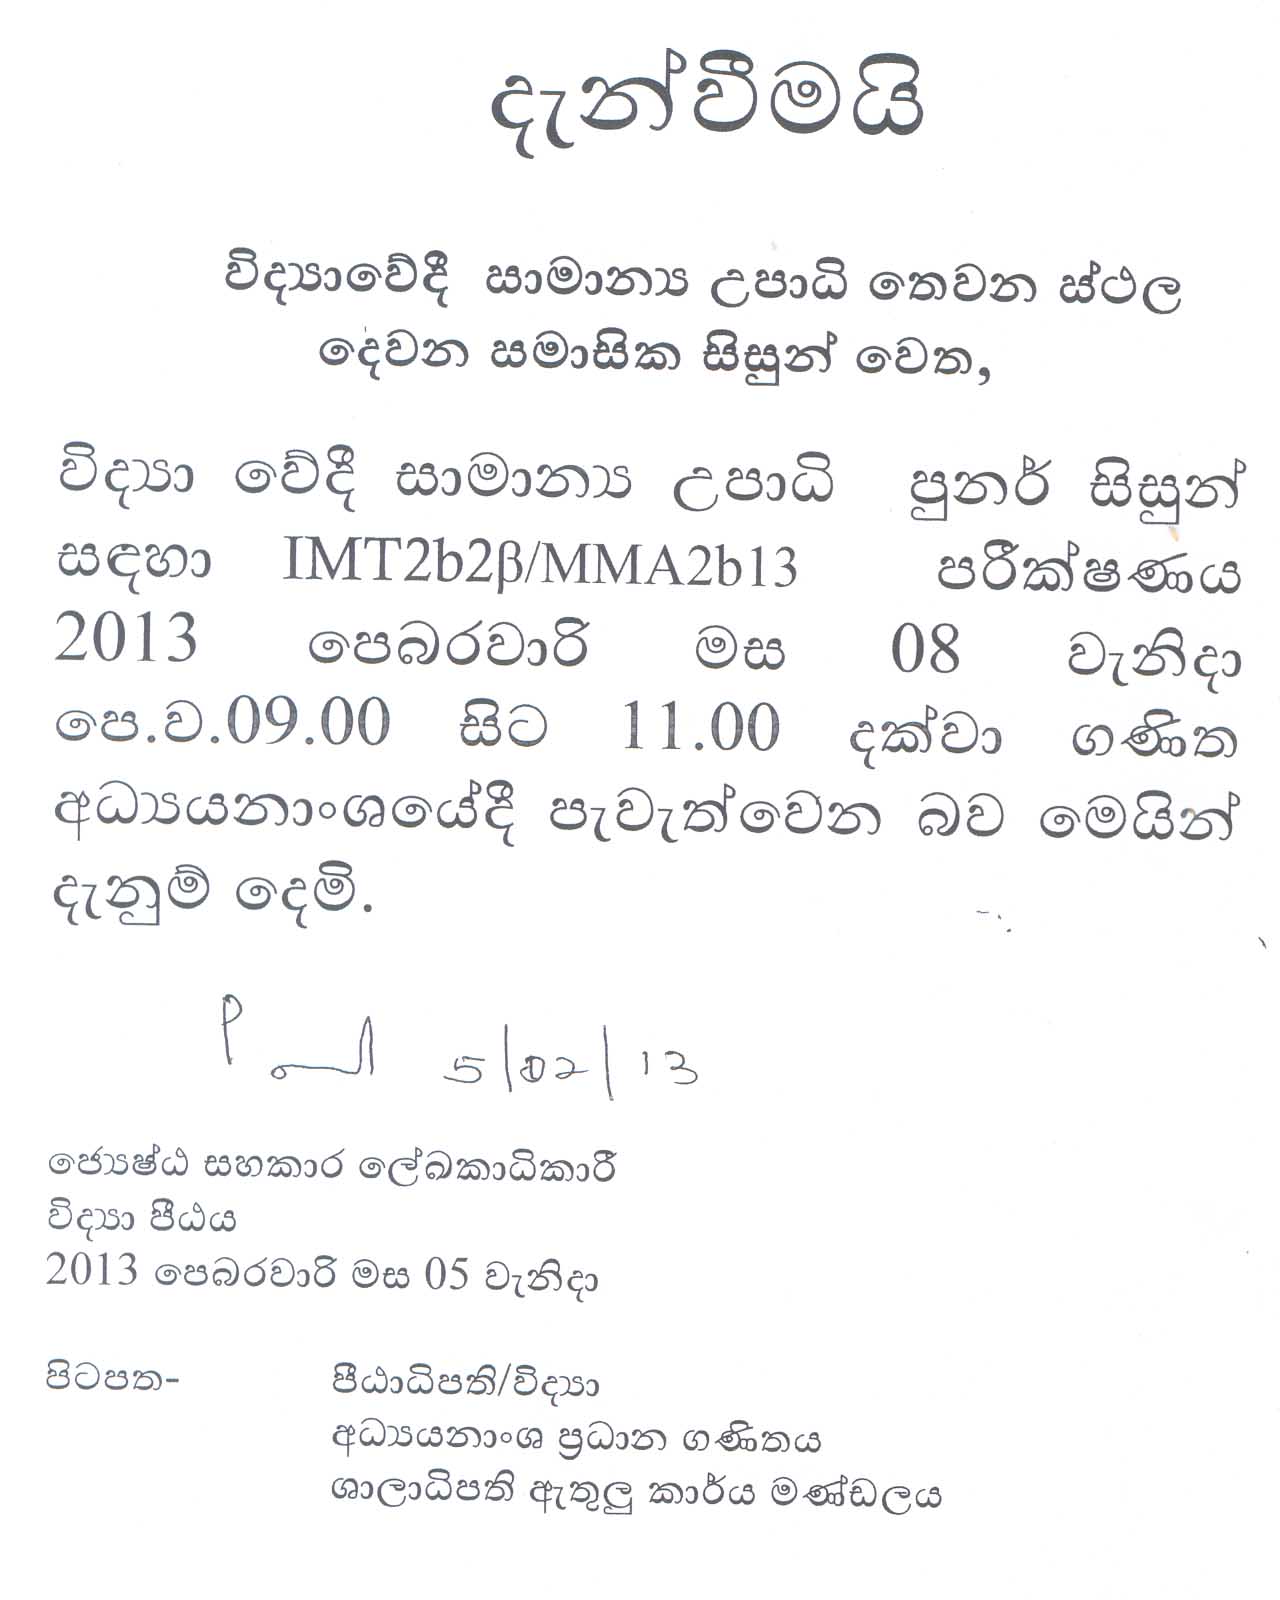 දැන්වීමයි
විද්‍යාවේදී සාමාන්‍ය උපාධි තෙවන ස්ථල
දෙවන සමාසික සිසුන් වෙත,
විද්‍යා වේදී සාමාන්‍ය උපාධි පුනර් සිසුන්
සඳහා IMT2b2β/MMA2b13 පරීක්ෂණය
2013 පෙබරවාරි මස 08 වැනිදා
පෙ.ව.09.00 සිට 11.00 දක්වා ගණිත
අධ්‍යයනාංශයේදී පැවැත්වෙන බව මෙයින්
දැනුම් දෙමි.
5/02/13
ජ්‍යෙෂ්ඨ සහකාර ලේඛකාධිකාරී
විද්‍යා පීඨය
2013 පෙබරවාරි මස 05 වැනිදා
පිටපත- පීඨාධිපති/විද්‍යා
අධ්‍යයනාංශ ප්‍රධාන ගණිතය
ශාලාධිපති ඇතුලු කාර්ය මණ්ඩලය